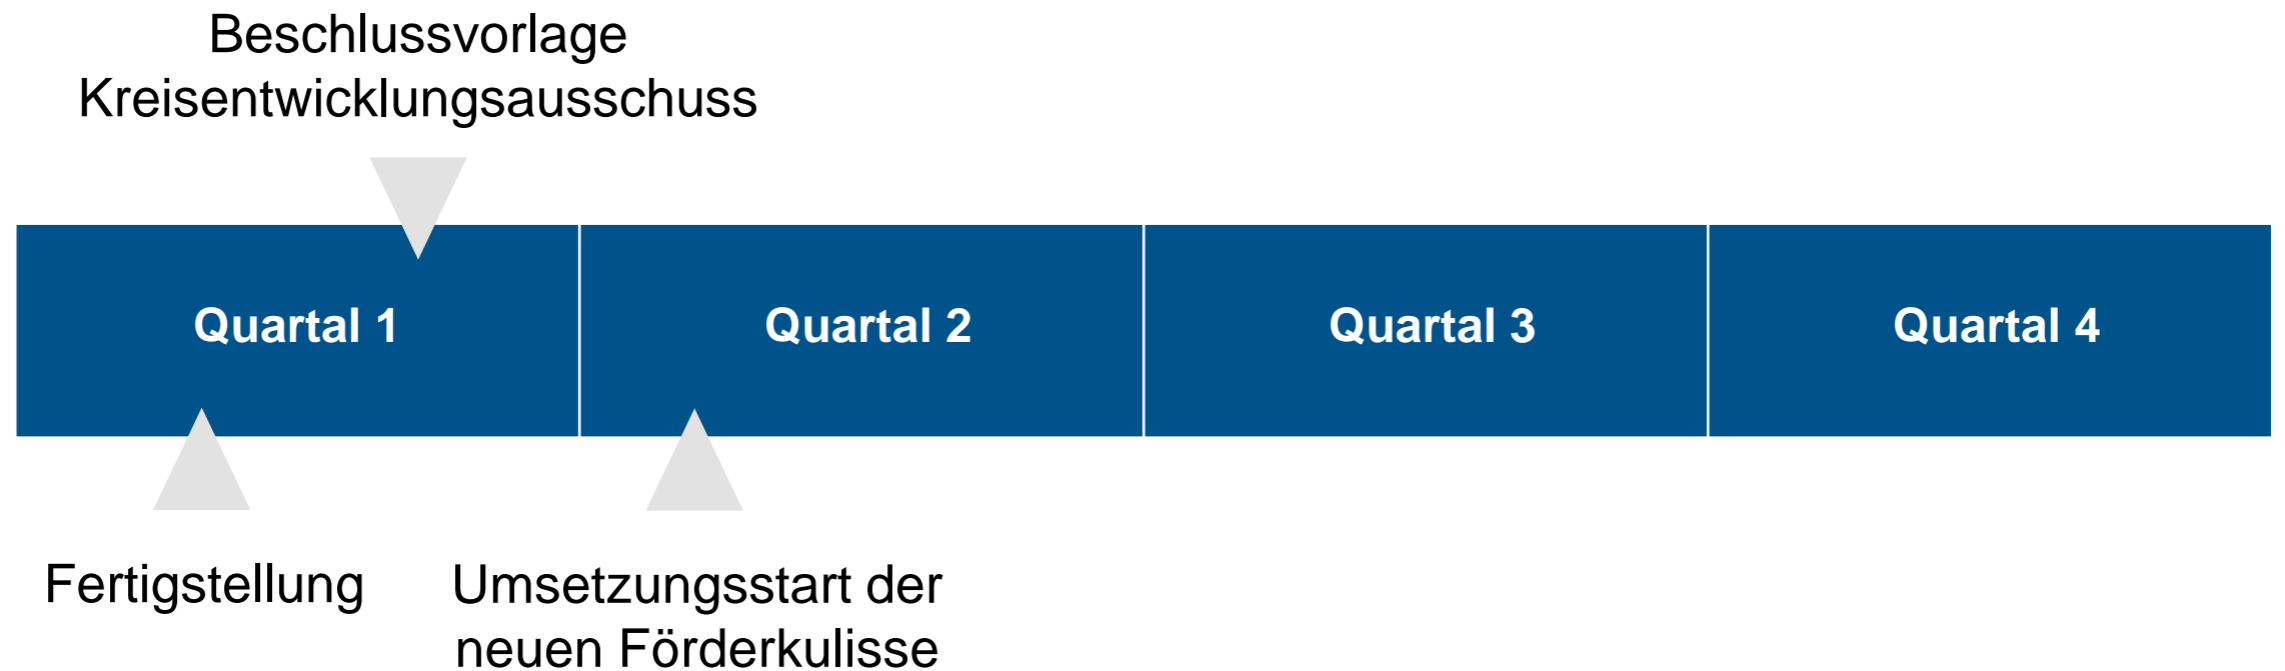 Beschlussvorlage
Kreisentwicklungsausschuss
Quartal 1
Quartal 2
Quartal 3
Quartal 4
Fertigstellung
Umsetzungsstart der
neuen Förderkulisse